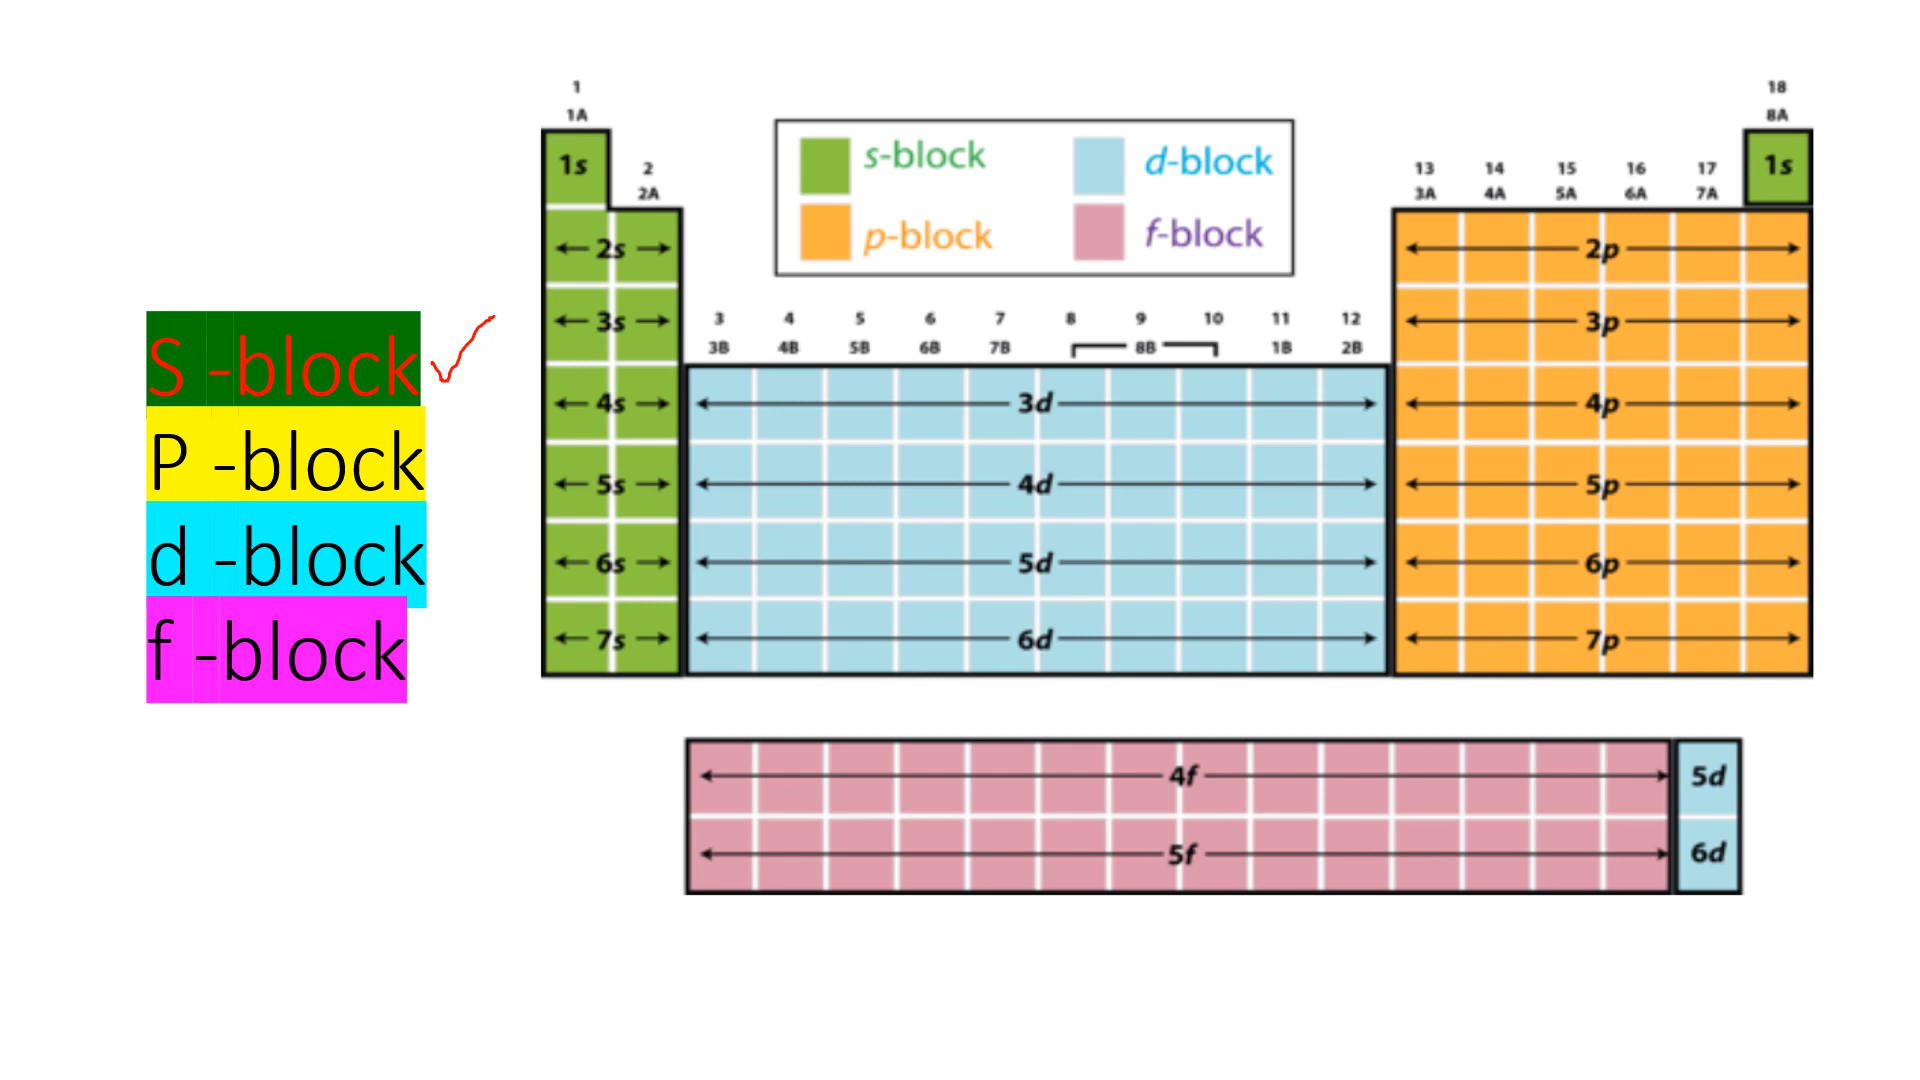 S -block
P -block
d -block
f -block
1
1A
18
8A
s-block
d-block
p-block
f-block
2
2A
13 14 15 16 17
3A 4A 5A 6A 7A
1s
1s
2s
2p
3s
3p
3 4 5 6 7 8 9 10 11 12
3B 4B 5B 6B 7B 8B 1B 2B
4s 3d 4p
5s 4d 5p
6s 5d 6p
7s 6d 7p
4f 5d
5f 6d